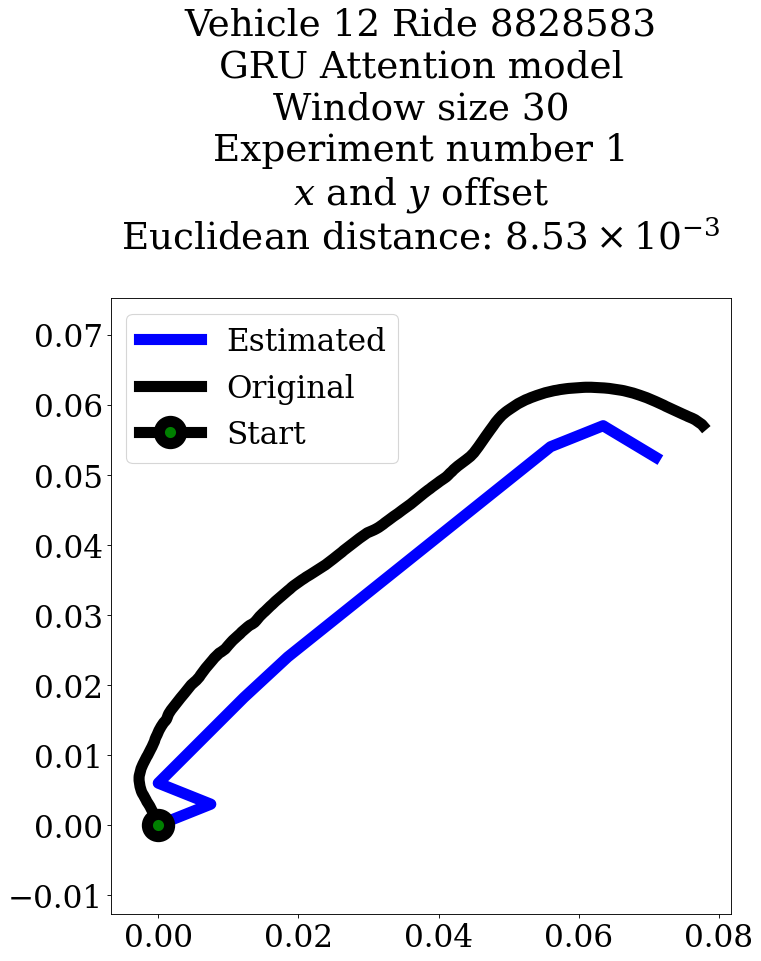 Vehicle 12 Ride 8828583
GRU Attention model
Window size 30
Experiment number 1
x and y offset
Euclidean distance: 8.53 × 10⁻³
Estimated
Original
Start
0.07
0.06
0.05
0.04
0.03
0.02
0.01
0.00
−0.01
0.00 0.02 0.04 0.06 0.08